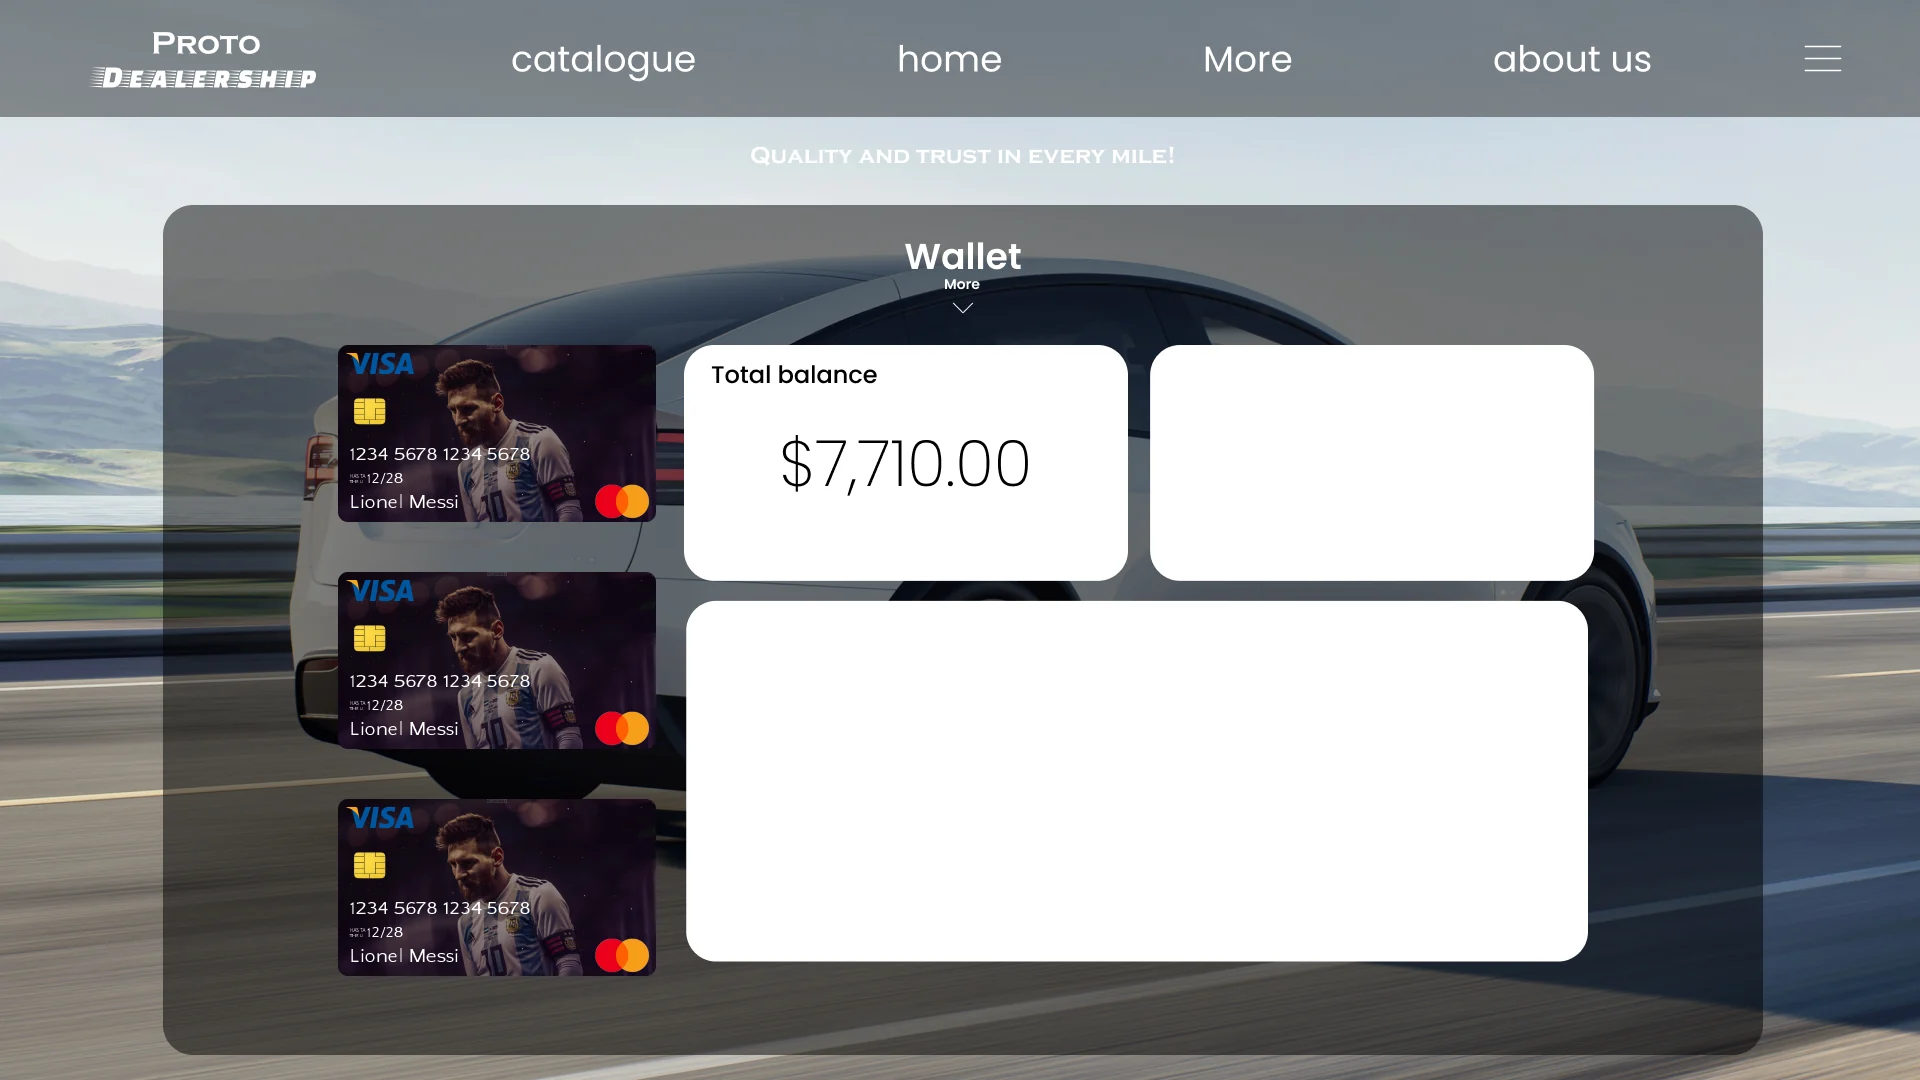 PROTO
DEALERSHIP
catalogue
home
More
about us
QUALITY AND TRUST IN EVERY MILE!
Wallet
More
VISA
1234 5678 1234 5678
12/28
Lionel Messi
Total balance
$7,710.00
VISA
1234 5678 1234 5678
12/28
Lionel Messi
VISA
1234 5678 1234 5678
12/28
Lionel Messi